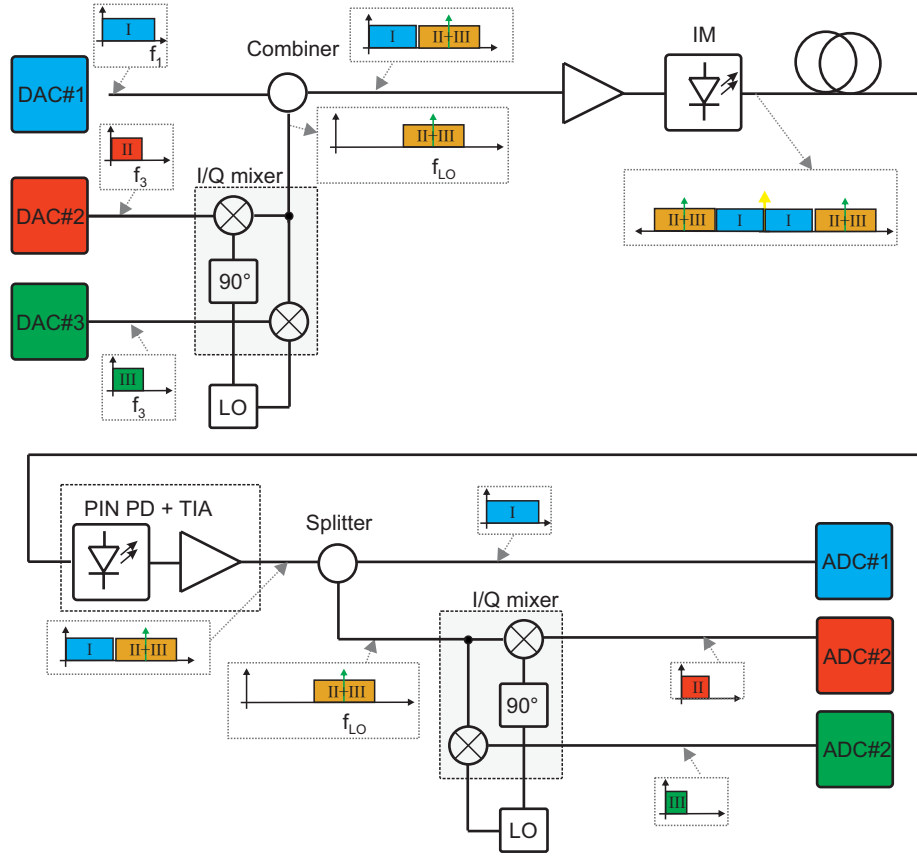 I
f1
Combiner
I II+III
IM
DAC#1
II
f3
II+III
fLO
I/Q mixer
DAC#2
II+III I I II+III
90°
DAC#3
III
f3
LO
PIN PD + TIA
Splitter
I
ADC#1
I/Q mixer
I II+III
II+III
fLO
ADC#2
II
90°
ADC#2
III
LO